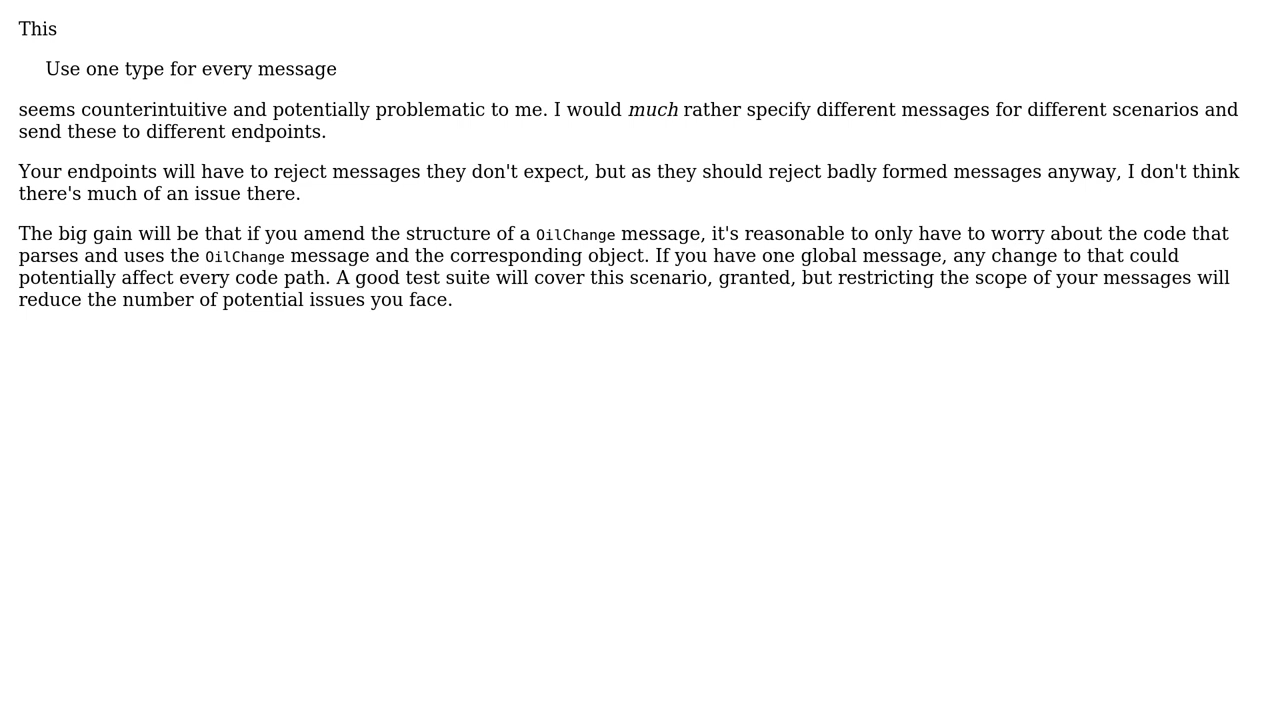 This
Use one type for every message
seems counterintuitive and potentially problematic to me. I would much rather specify different messages for different scenarios and
send these to different endpoints.
Your endpoints will have to reject messages they don't expect, but as they should reject badly formed messages anyway, I don't think
there's much of an issue there.
The big gain will be that if you amend the structure of a OilChange message, it's reasonable to only have to worry about the code that
parses and uses the OilChange message and the corresponding object. If you have one global message, any change to that could
potentially affect every code path. A good test suite will cover this scenario, granted, but restricting the scope of your messages will
reduce the number of potential issues you face.